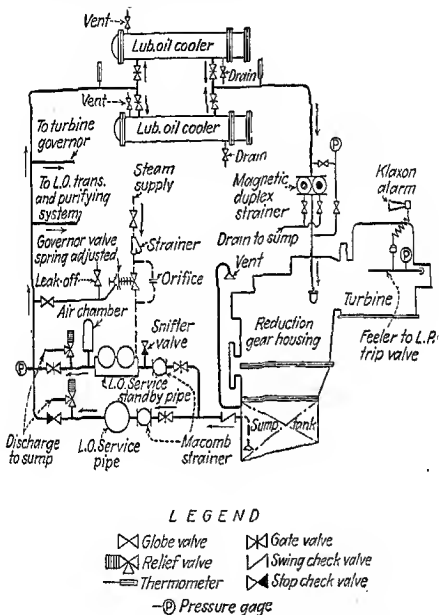 Vent
Lub. oil cooler
Drain
Vent
Lub. oil cooler
Drain
To turbine
governor
Steam
supply
Magnetic
duplex
strainer
Klaxon
alarm
To L.O. trans.
and purifying
system
Strainer
Drain to sump
Governor valve
spring adjusted
Vent
Leak-off
Orifice
Turbine
Air chamber
Snifter
valve
Reduction
gear housing
Feeler to L.P.
trip valve
P
P
P
L.O. Service
standby pipe
Discharge
to sump
L.O. Service
pipe
Macomb
strainer
Sump tank
LEGEND
Globe valve
Gate valve
Relief valve
Swing check valve
Thermometer
Stop check valve
P Pressure gage